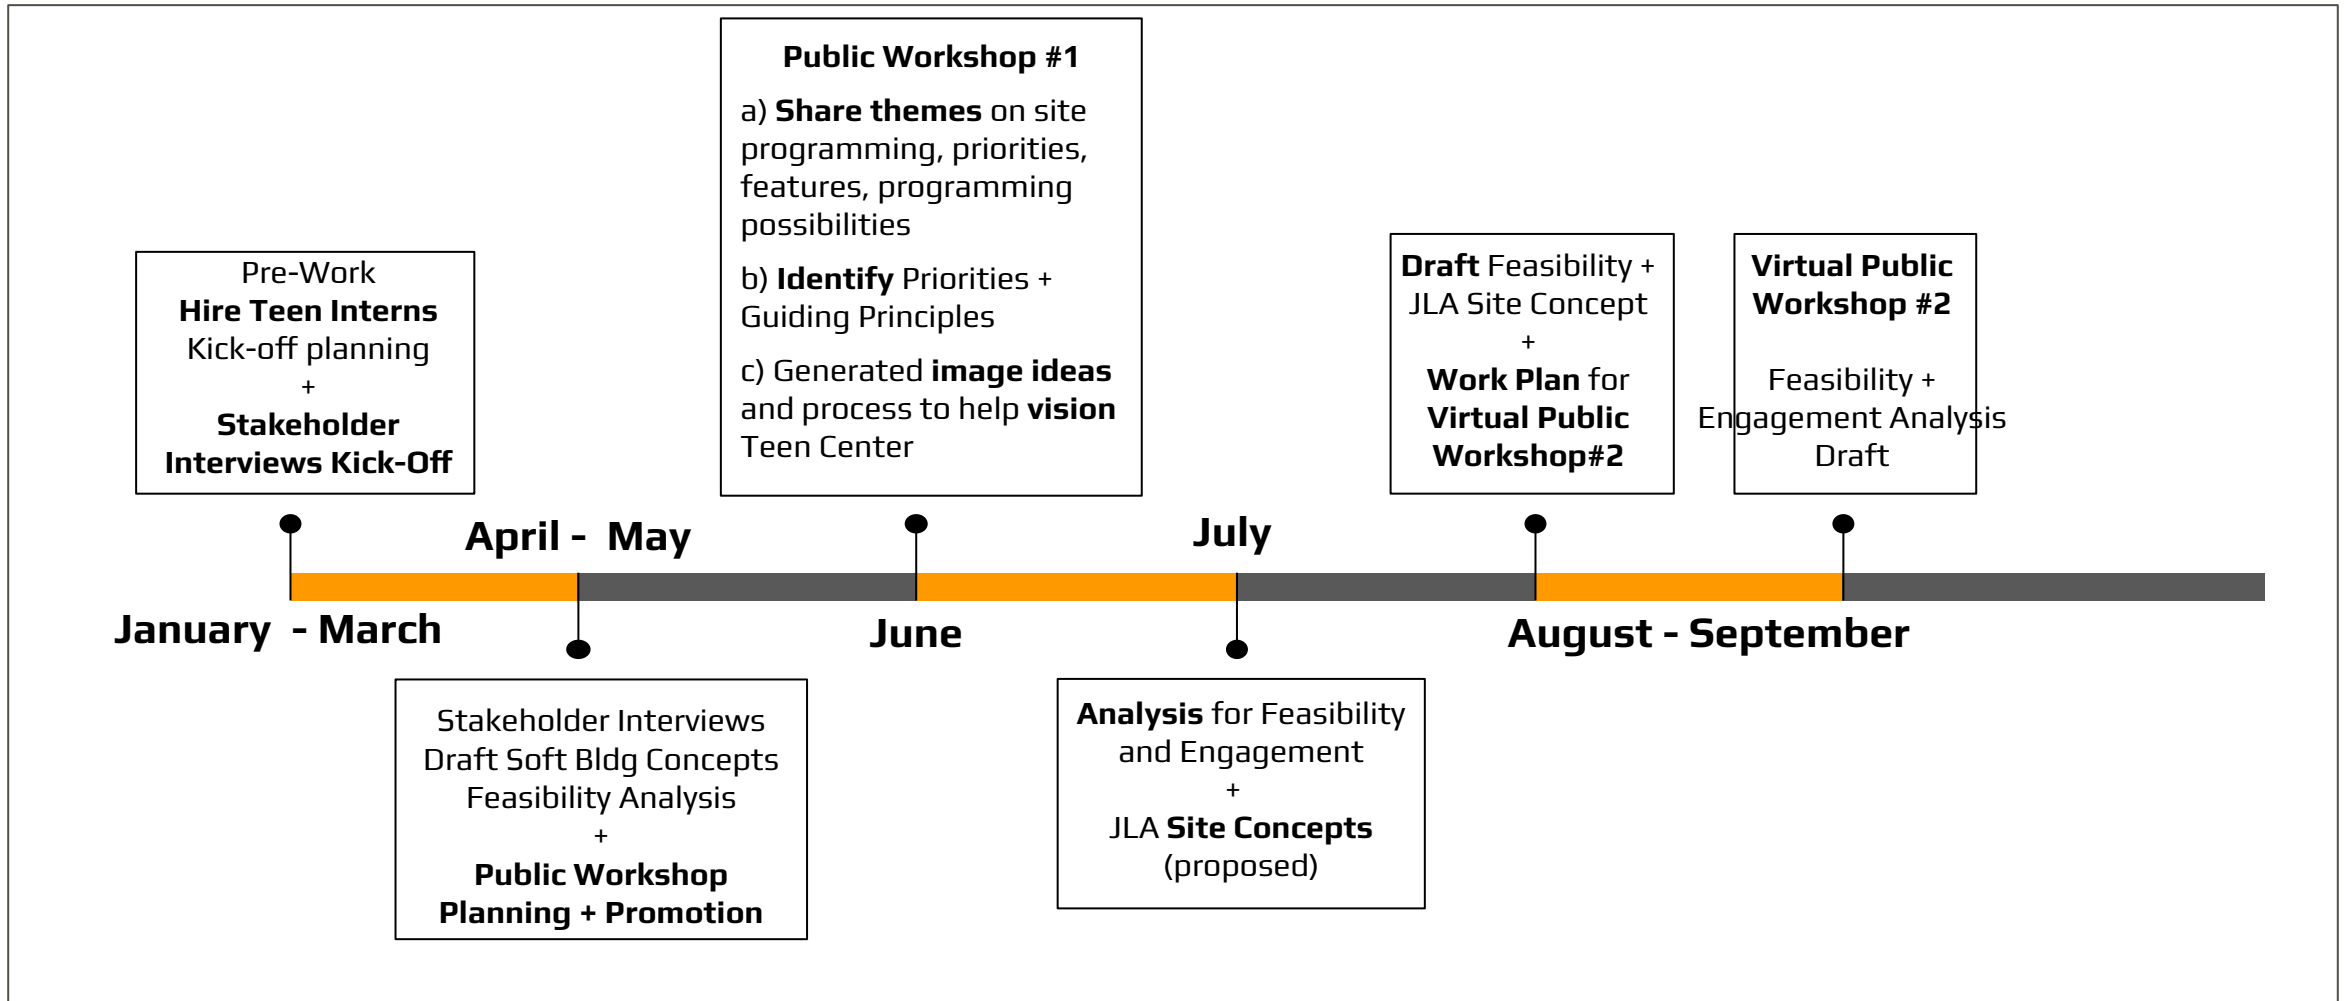 Public Workshop #1
a) Share themes on site
programming, priorities,
features, programming
possibilities
b) Identify Priorities +
Guiding Principles
c) Generated image ideas
and process to help vision
Teen Center
Pre-Work
Hire Teen Interns
Kick-off planning
+
Stakeholder
Interviews Kick-Off
Draft Feasibility +
JLA Site Concept
+
Work Plan for
Virtual Public
Workshop#2
Virtual Public
Workshop #2
Feasibility +
Engagement Analysis
Draft
April - May
July
January - March
June
August - September
Stakeholder Interviews
Draft Soft Bldg Concepts
Feasibility Analysis
+
Public Workshop
Planning + Promotion
Analysis for Feasibility
and Engagement
+
JLA Site Concepts
(proposed)